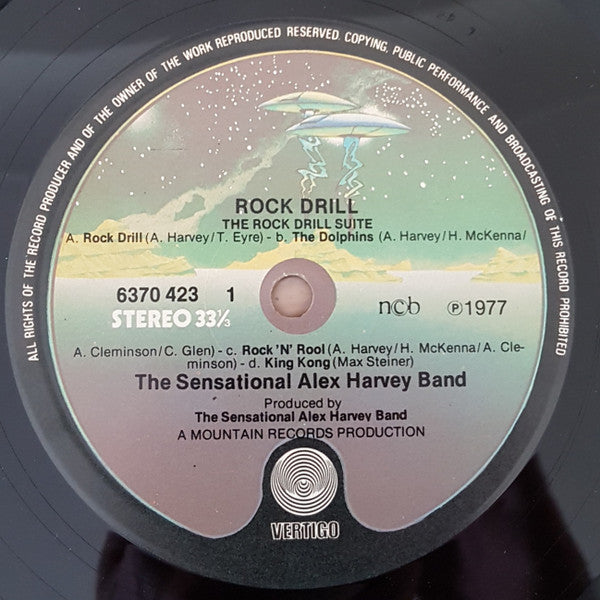 ALL RIGHTS OF THE RECORD PRODUCER AND OF THE OWNER OF THE WORK REPRODUCED RESERVED. COPYING, PUBLIC PERFORMANCE AND BROADCASTING OF THIS RECORD PROHIBITED
ROCK DRILL
THE ROCK DRILL SUITE
A. Rock Drill (A. Harvey/T. Eyre) - b. The Dolphins (A. Harvey/H. McKenna/
6370 423 1
STEREO 33⅓
ncb ℗1977
A. Cleminson/C. Glen) - c. Rock 'N' Rool (A. Harvey/H. McKenna/A. Cle-
minson) - d. King Kong (Max Steiner)
The Sensational Alex Harvey Band
Produced by
The Sensational Alex Harvey Band
A MOUNTAIN RECORDS PRODUCTION
VERTIGO